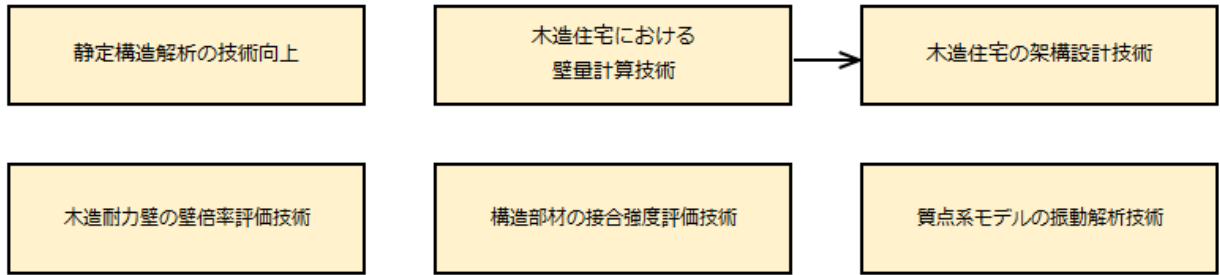 静定構造解析の技術向上
木造住宅における
壁量計算技術
木造住宅の架構設計技術
木造耐力壁の壁倍率評価技術
構造部材の接合強度評価技術
質点系モデルの振動解析技術